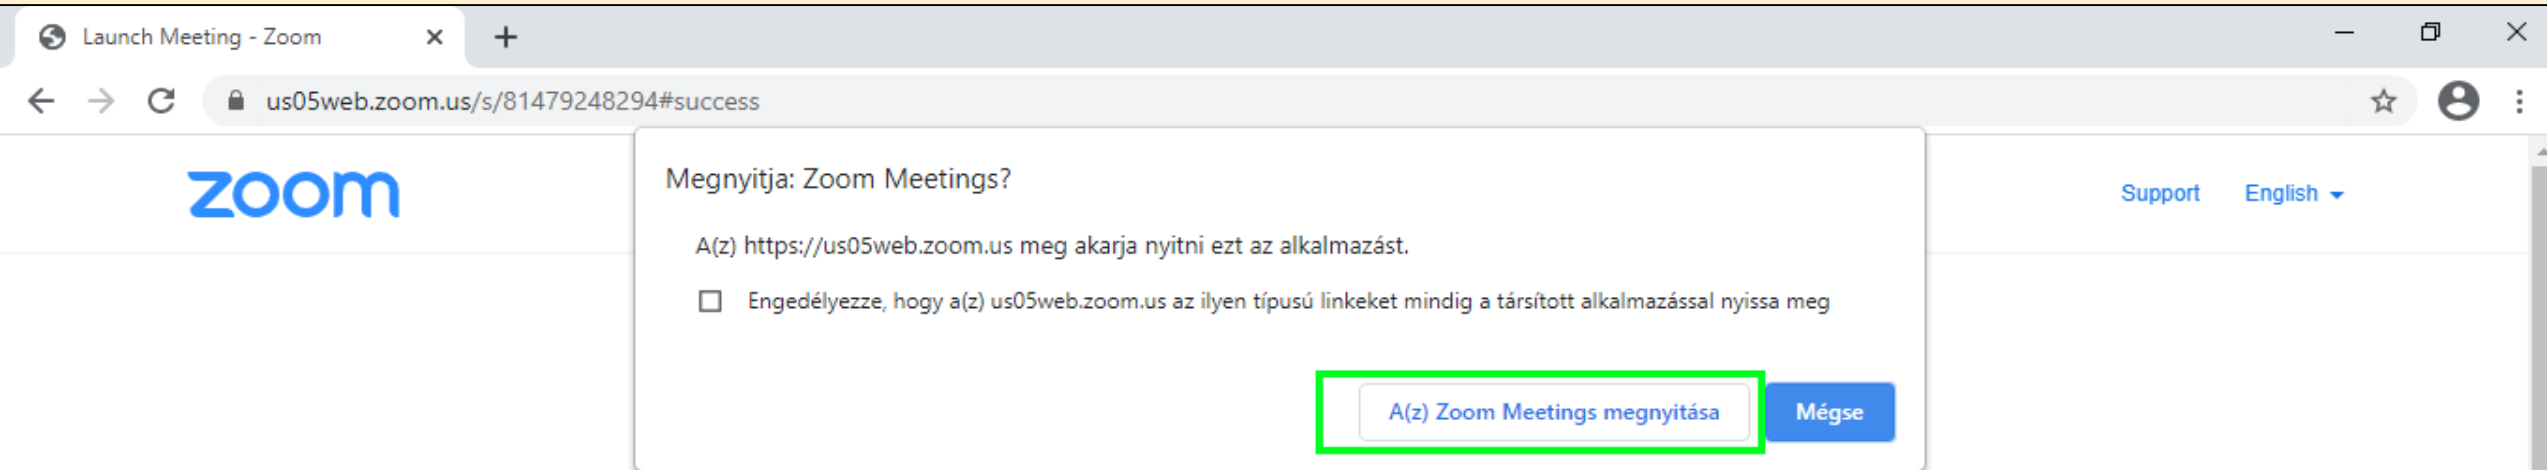 Launch Meeting - Zoom
us05web.zoom.us/s/81479248294#success
zoom
Support English
Megnyitja: Zoom Meetings?
A(z) https://us05web.zoom.us meg akarja nyitni ezt az alkalmazást.
Engedélyezze, hogy a(z) us05web.zoom.us az ilyen típusú linkeket mindig a társított alkalmazással nyissa meg
A(z) Zoom Meetings megnyitása
Mégse